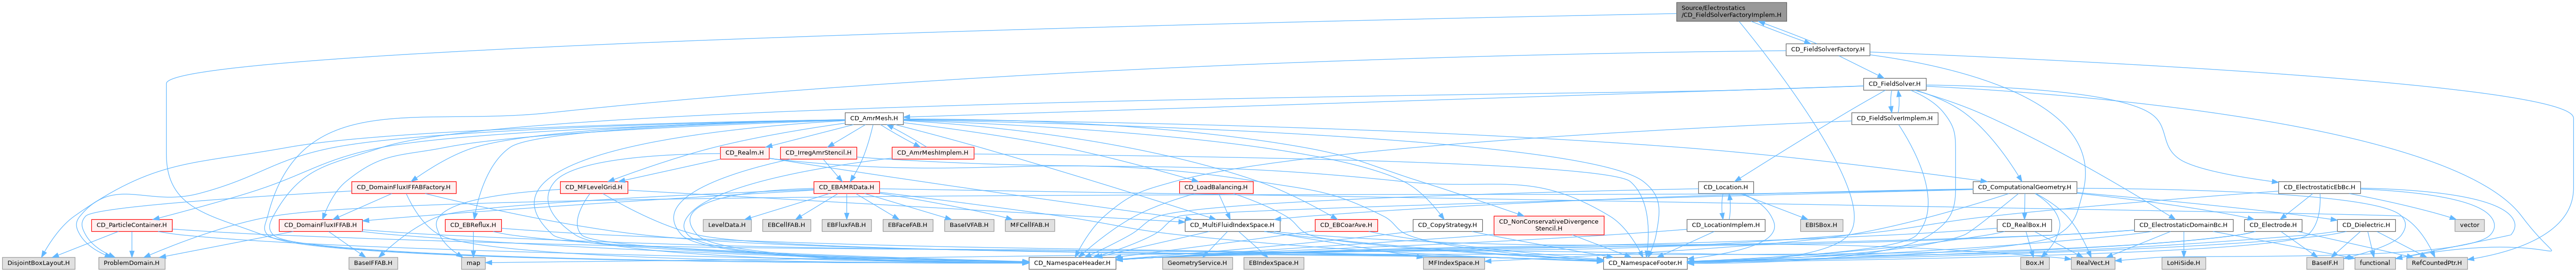 Source/Electrostatics
/CD_FieldSolverFactoryImplem.H
CD_FieldSolverFactory.H
CD_FieldSolver.H
CD_AmrMesh.H
CD_FieldSolverImplem.H
CD_Realm.H
CD_IrregAmrStencil.H
CD_AmrMeshImplem.H
CD_DomainFluxIFFABFactory.H
CD_MFLevelGrid.H
CD_EBAMRData.H
CD_LoadBalancing.H
CD_Location.H
CD_ComputationalGeometry.H
CD_ElectrostaticEbBc.H
CD_ParticleContainer.H
CD_DomainFluxIFFAB.H
CD_EBReflux.H
LevelData.H
EBCellFAB.H
EBFluxFAB.H
EBFaceFAB.H
BaseIVFAB.H
MFCellFAB.H
CD_MultiFluidIndexSpace.H
CD_EBCoarAve.H
CD_CopyStrategy.H
CD_NonConservativeDivergence
Stencil.H
CD_LocationImplem.H
EBISBox.H
CD_RealBox.H
CD_ElectrostaticDomainBc.H
CD_Electrode.H
CD_Dielectric.H
vector
DisjointBoxLayout.H
ProblemDomain.H
BaseIFFAB.H
map
CD_NamespaceHeader.H
GeometryService.H
EBIndexSpace.H
MFIndexSpace.H
CD_NamespaceFooter.H
Box.H
RealVect.H
LoHiSide.H
BaseIF.H
functional
RefCountedPtr.H